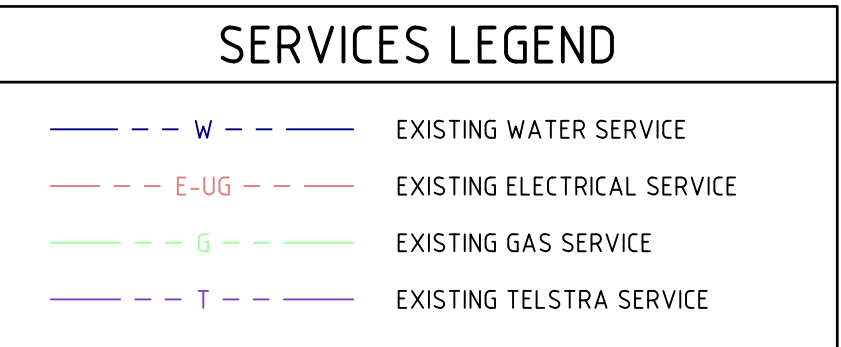 SERVICES LEGEND
W EXISTING WATER SERVICE
E-UG EXISTING ELECTRICAL SERVICE
G EXISTING GAS SERVICE
T EXISTING TELSTRA SERVICE